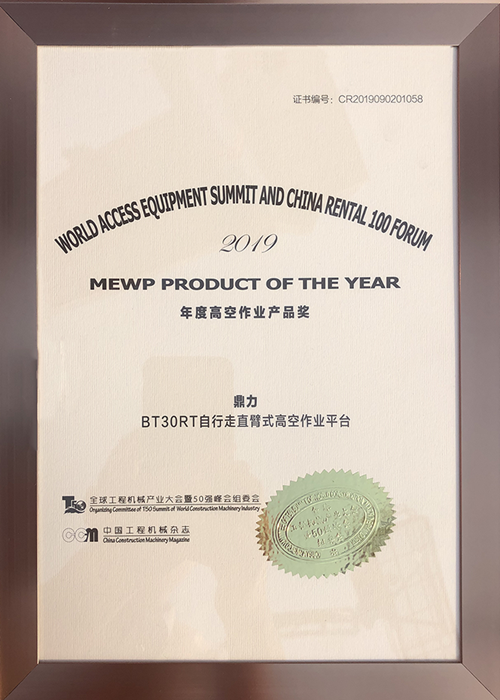 证书编号：CR2019090201058
WORLD ACCESS EQUIPMENT SUMMIT AND CHINA RENTAL 100 FORUM
2019
MEWP PRODUCT OF THE YEAR
年度高空作业产品奖
鼎力
BT30RT自行走直臂式高空作业平台
T50 全球工程机械产业大会暨50强峰会组委会
Organizing Committee of T50 Summit of World Construction Machinery Industry
CCM 中国工程机械杂志
China Construction Machinery Magazine